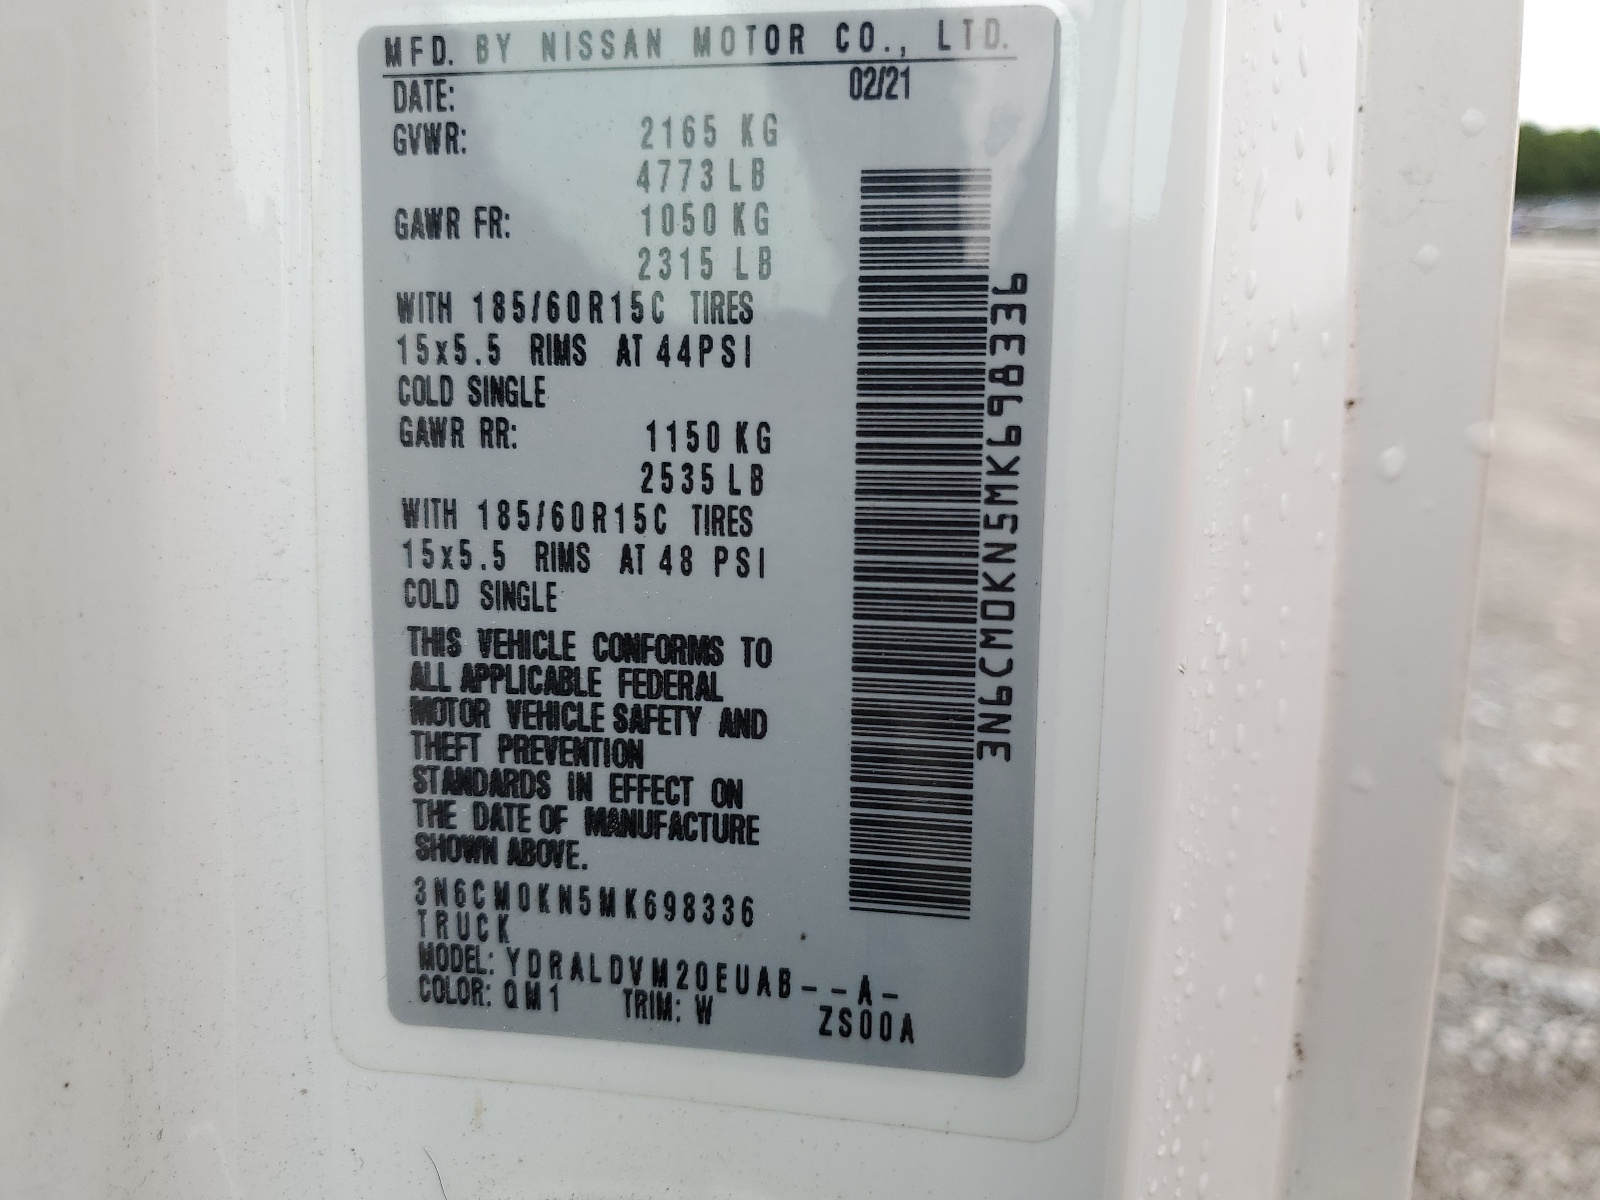 MFD. BY NISSAN MOTOR CO., LTD.
DATE: 02/21
GVWR: 2165 KG
4773 LB
GAWR FR: 1050 KG
2315 LB
WITH 185/60R15C TIRES
15x5.5 RIMS AT 44PSI
COLD SINGLE
GAWR RR: 1150 KG
2535 LB
WITH 185/60R15C TIRES
15x5.5 RIMS AT 48 PSI
COLD SINGLE
THIS VEHICLE CONFORMS TO
ALL APPLICABLE FEDERAL
MOTOR VEHICLE SAFETY AND
THEFT PREVENTION
STANDARDS IN EFFECT ON
THE DATE OF MANUFACTURE
SHOWN ABOVE.
3N6CM0KN5MK698336
TRUCK
MODEL: YDRALDVM20EUAB--A-
COLOR: QM1 TRIM: W ZS00A
3N6CM0KN5MK698336